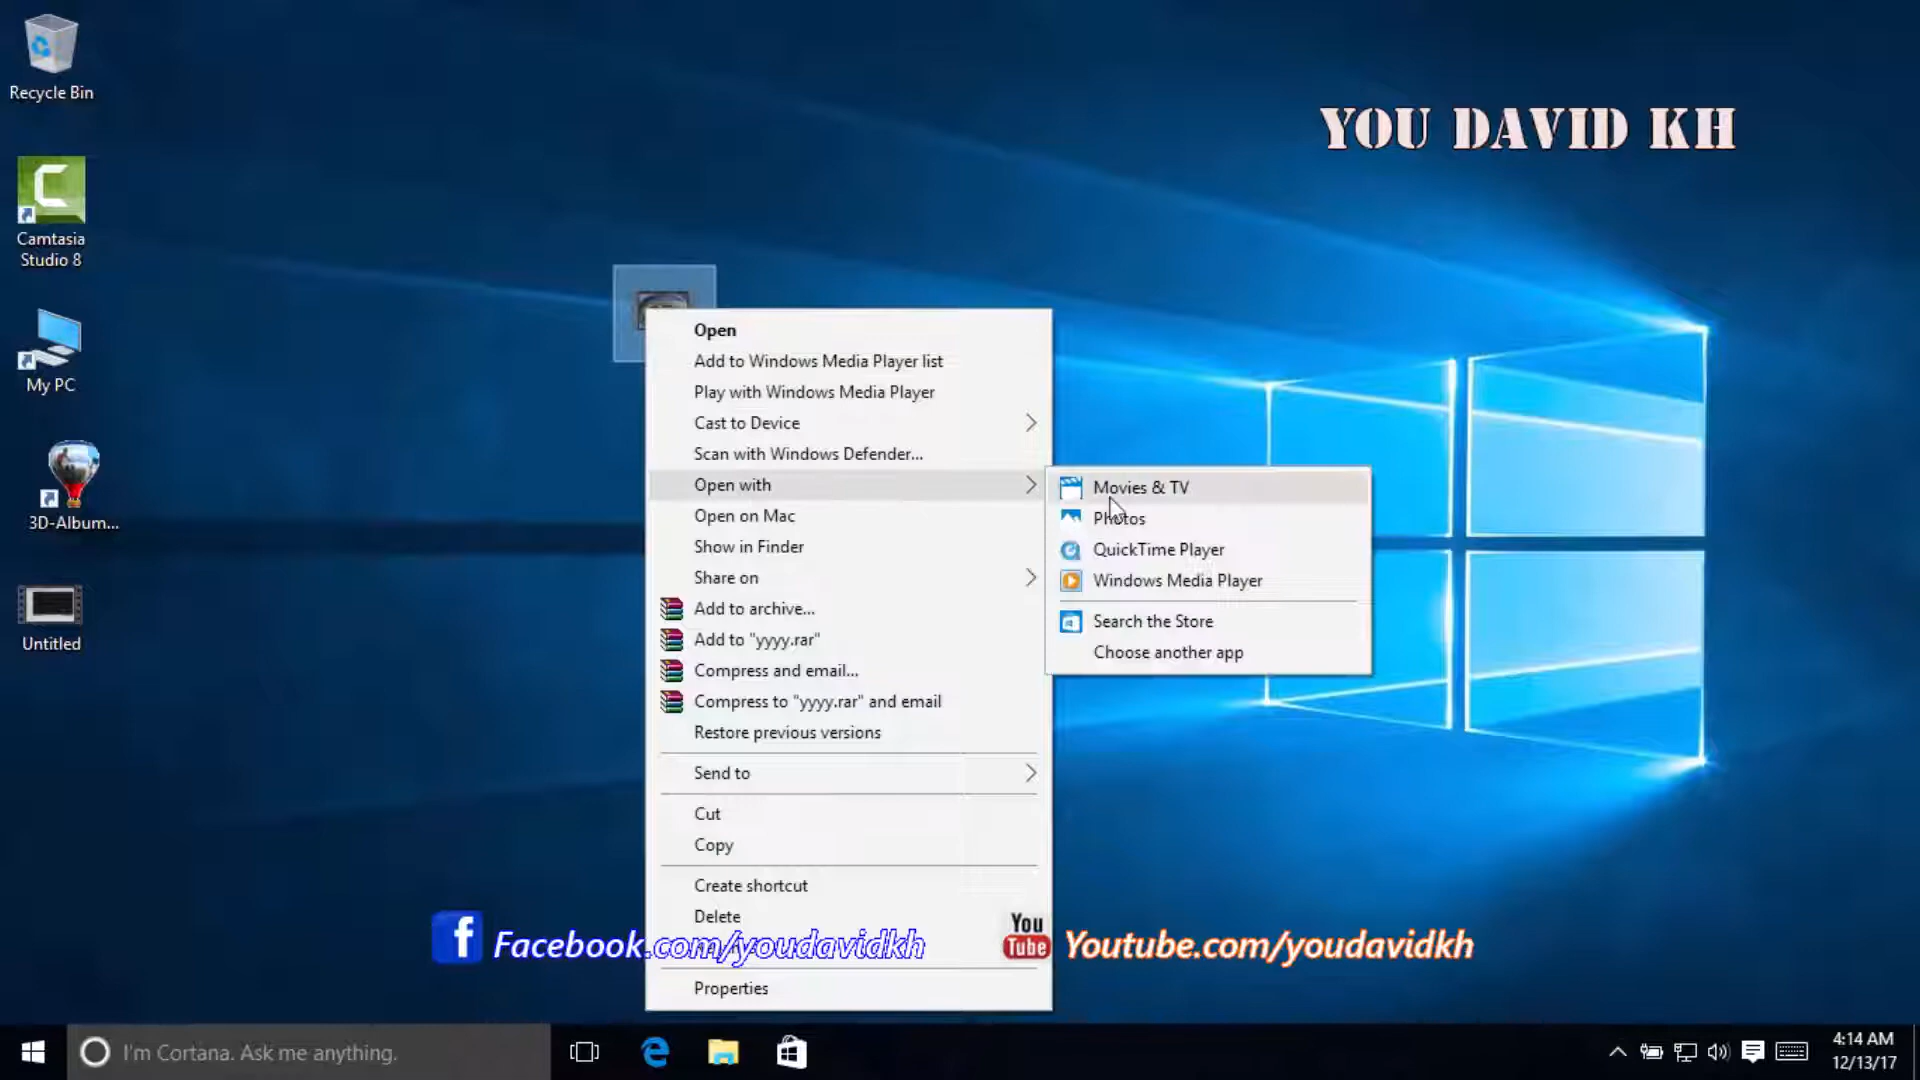 Recycle Bin
YOU DAVID KH
Camtasia
Studio 8
My PC
3D-Album...
Untitled
Open
Add to Windows Media Player list
Play with Windows Media Player
Cast to Device
Scan with Windows Defender...
Open with
Open on Mac
Show in Finder
Share on
Add to archive...
Add to "yyyy.rar"
Compress and email...
Compress to "yyyy.rar" and email
Restore previous versions
Send to
Cut
Copy
Create shortcut
Delete
Properties
Movies & TV
Photos
QuickTime Player
Windows Media Player
Search the Store
Choose another app
f Facebook.com/youdavidkh
You
Tube
Youtube.com/youdavidkh
I'm Cortana. Ask me anything.
4:14 AM
12/13/17